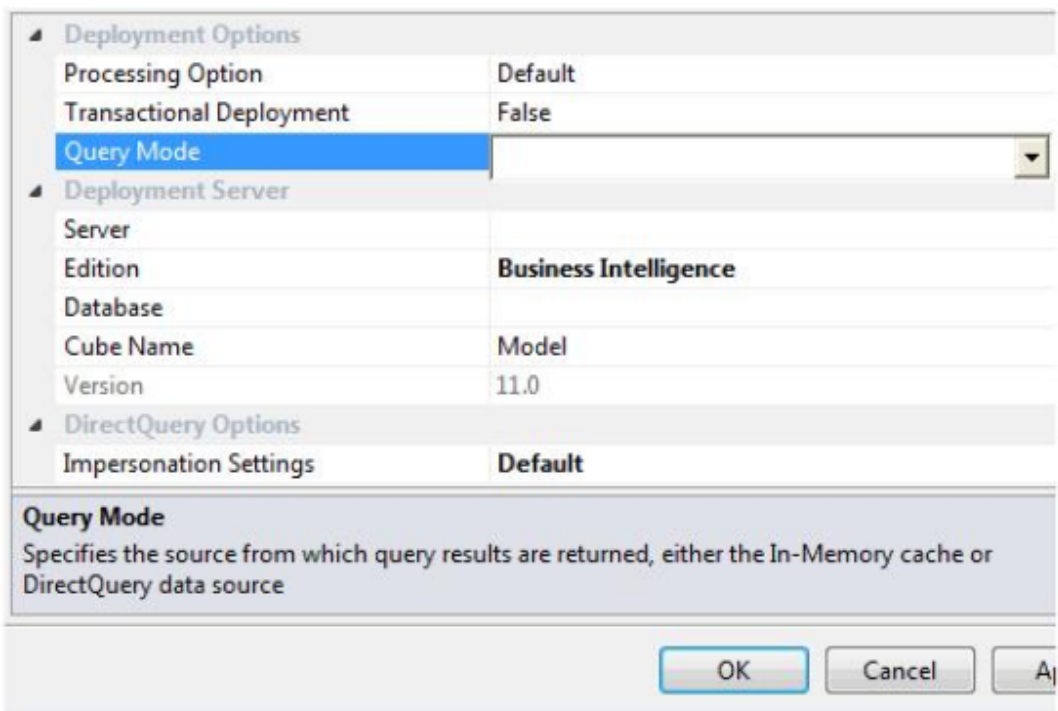 Deployment Options
Processing Option Default
Transactional Deployment False
Query Mode
Deployment Server
Server
Edition Business Intelligence
Database
Cube Name Model
Version 11.0
DirectQuery Options
Impersonation Settings Default
Query Mode
Specifies the source from which query results are returned, either the In-Memory cache or
DirectQuery data source
OK Cancel